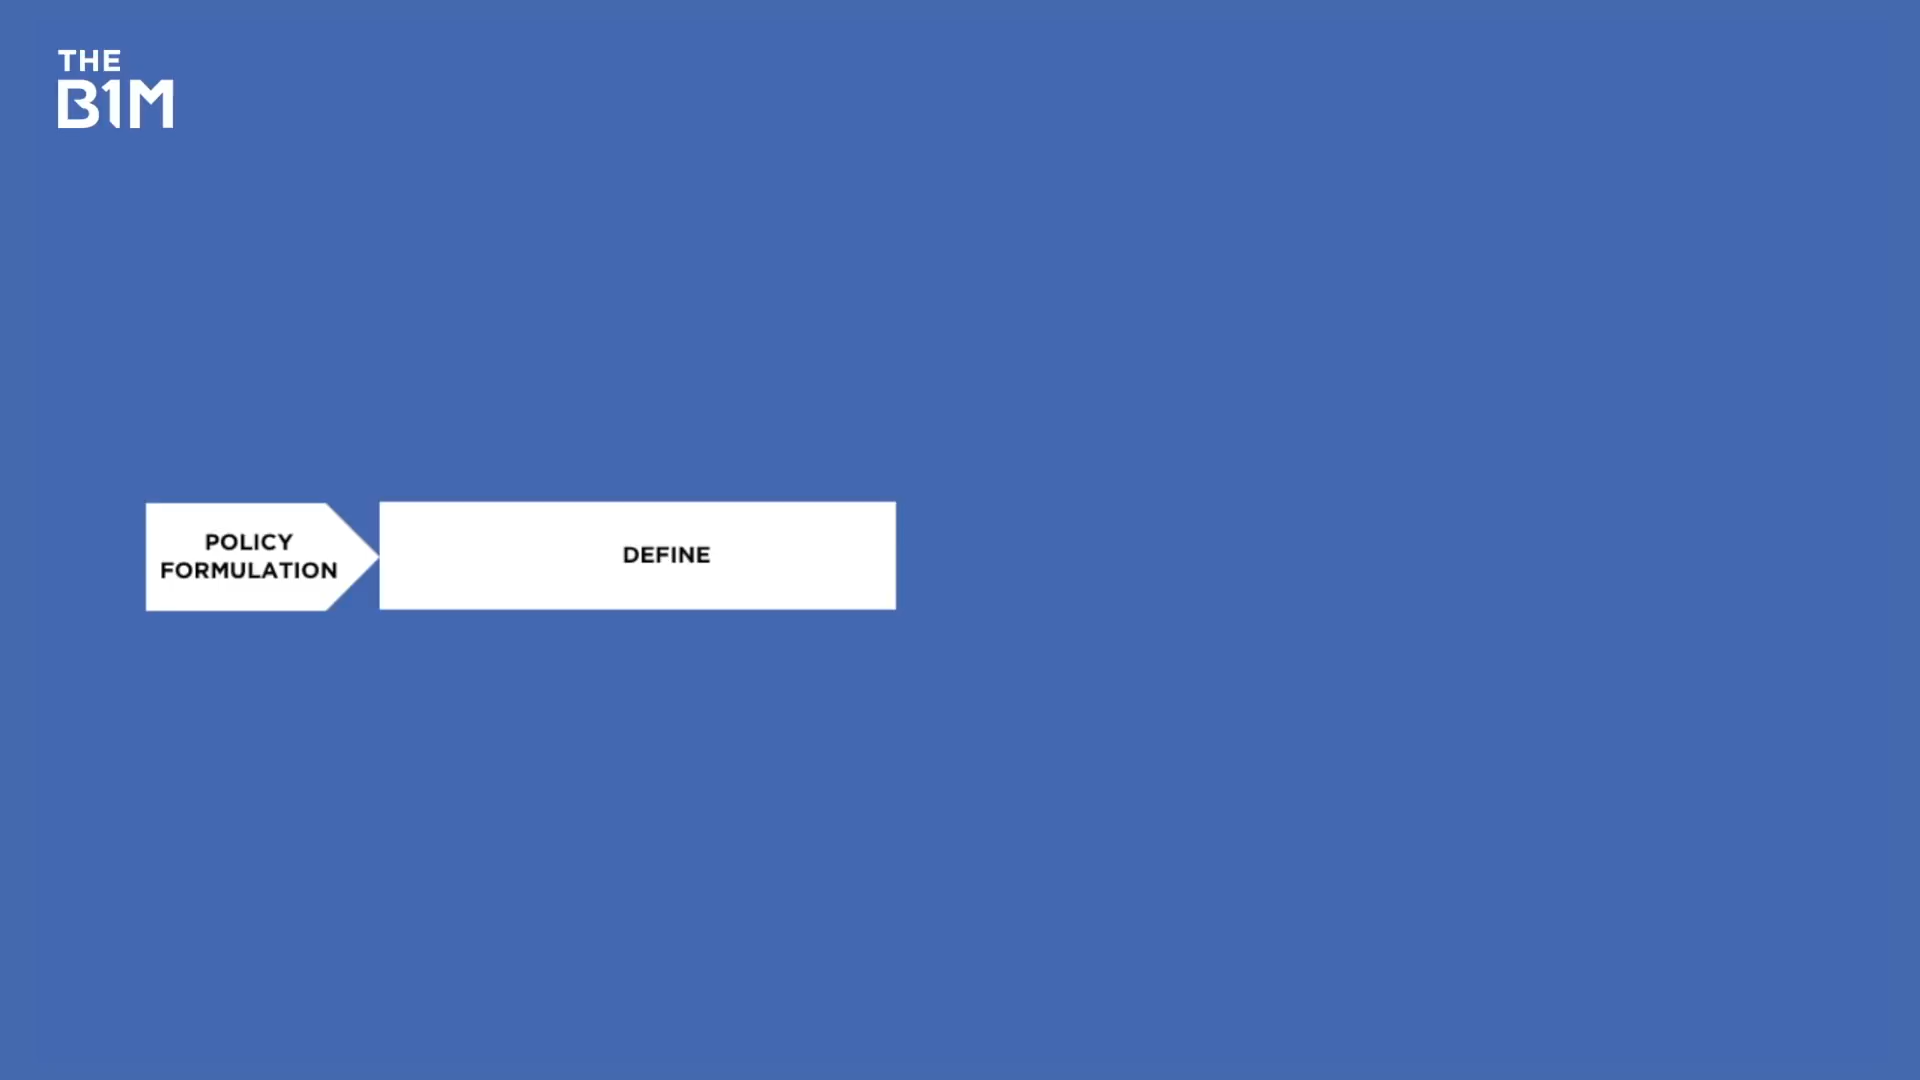 THE
B1M
POLICY
FORMULATION
DEFINE